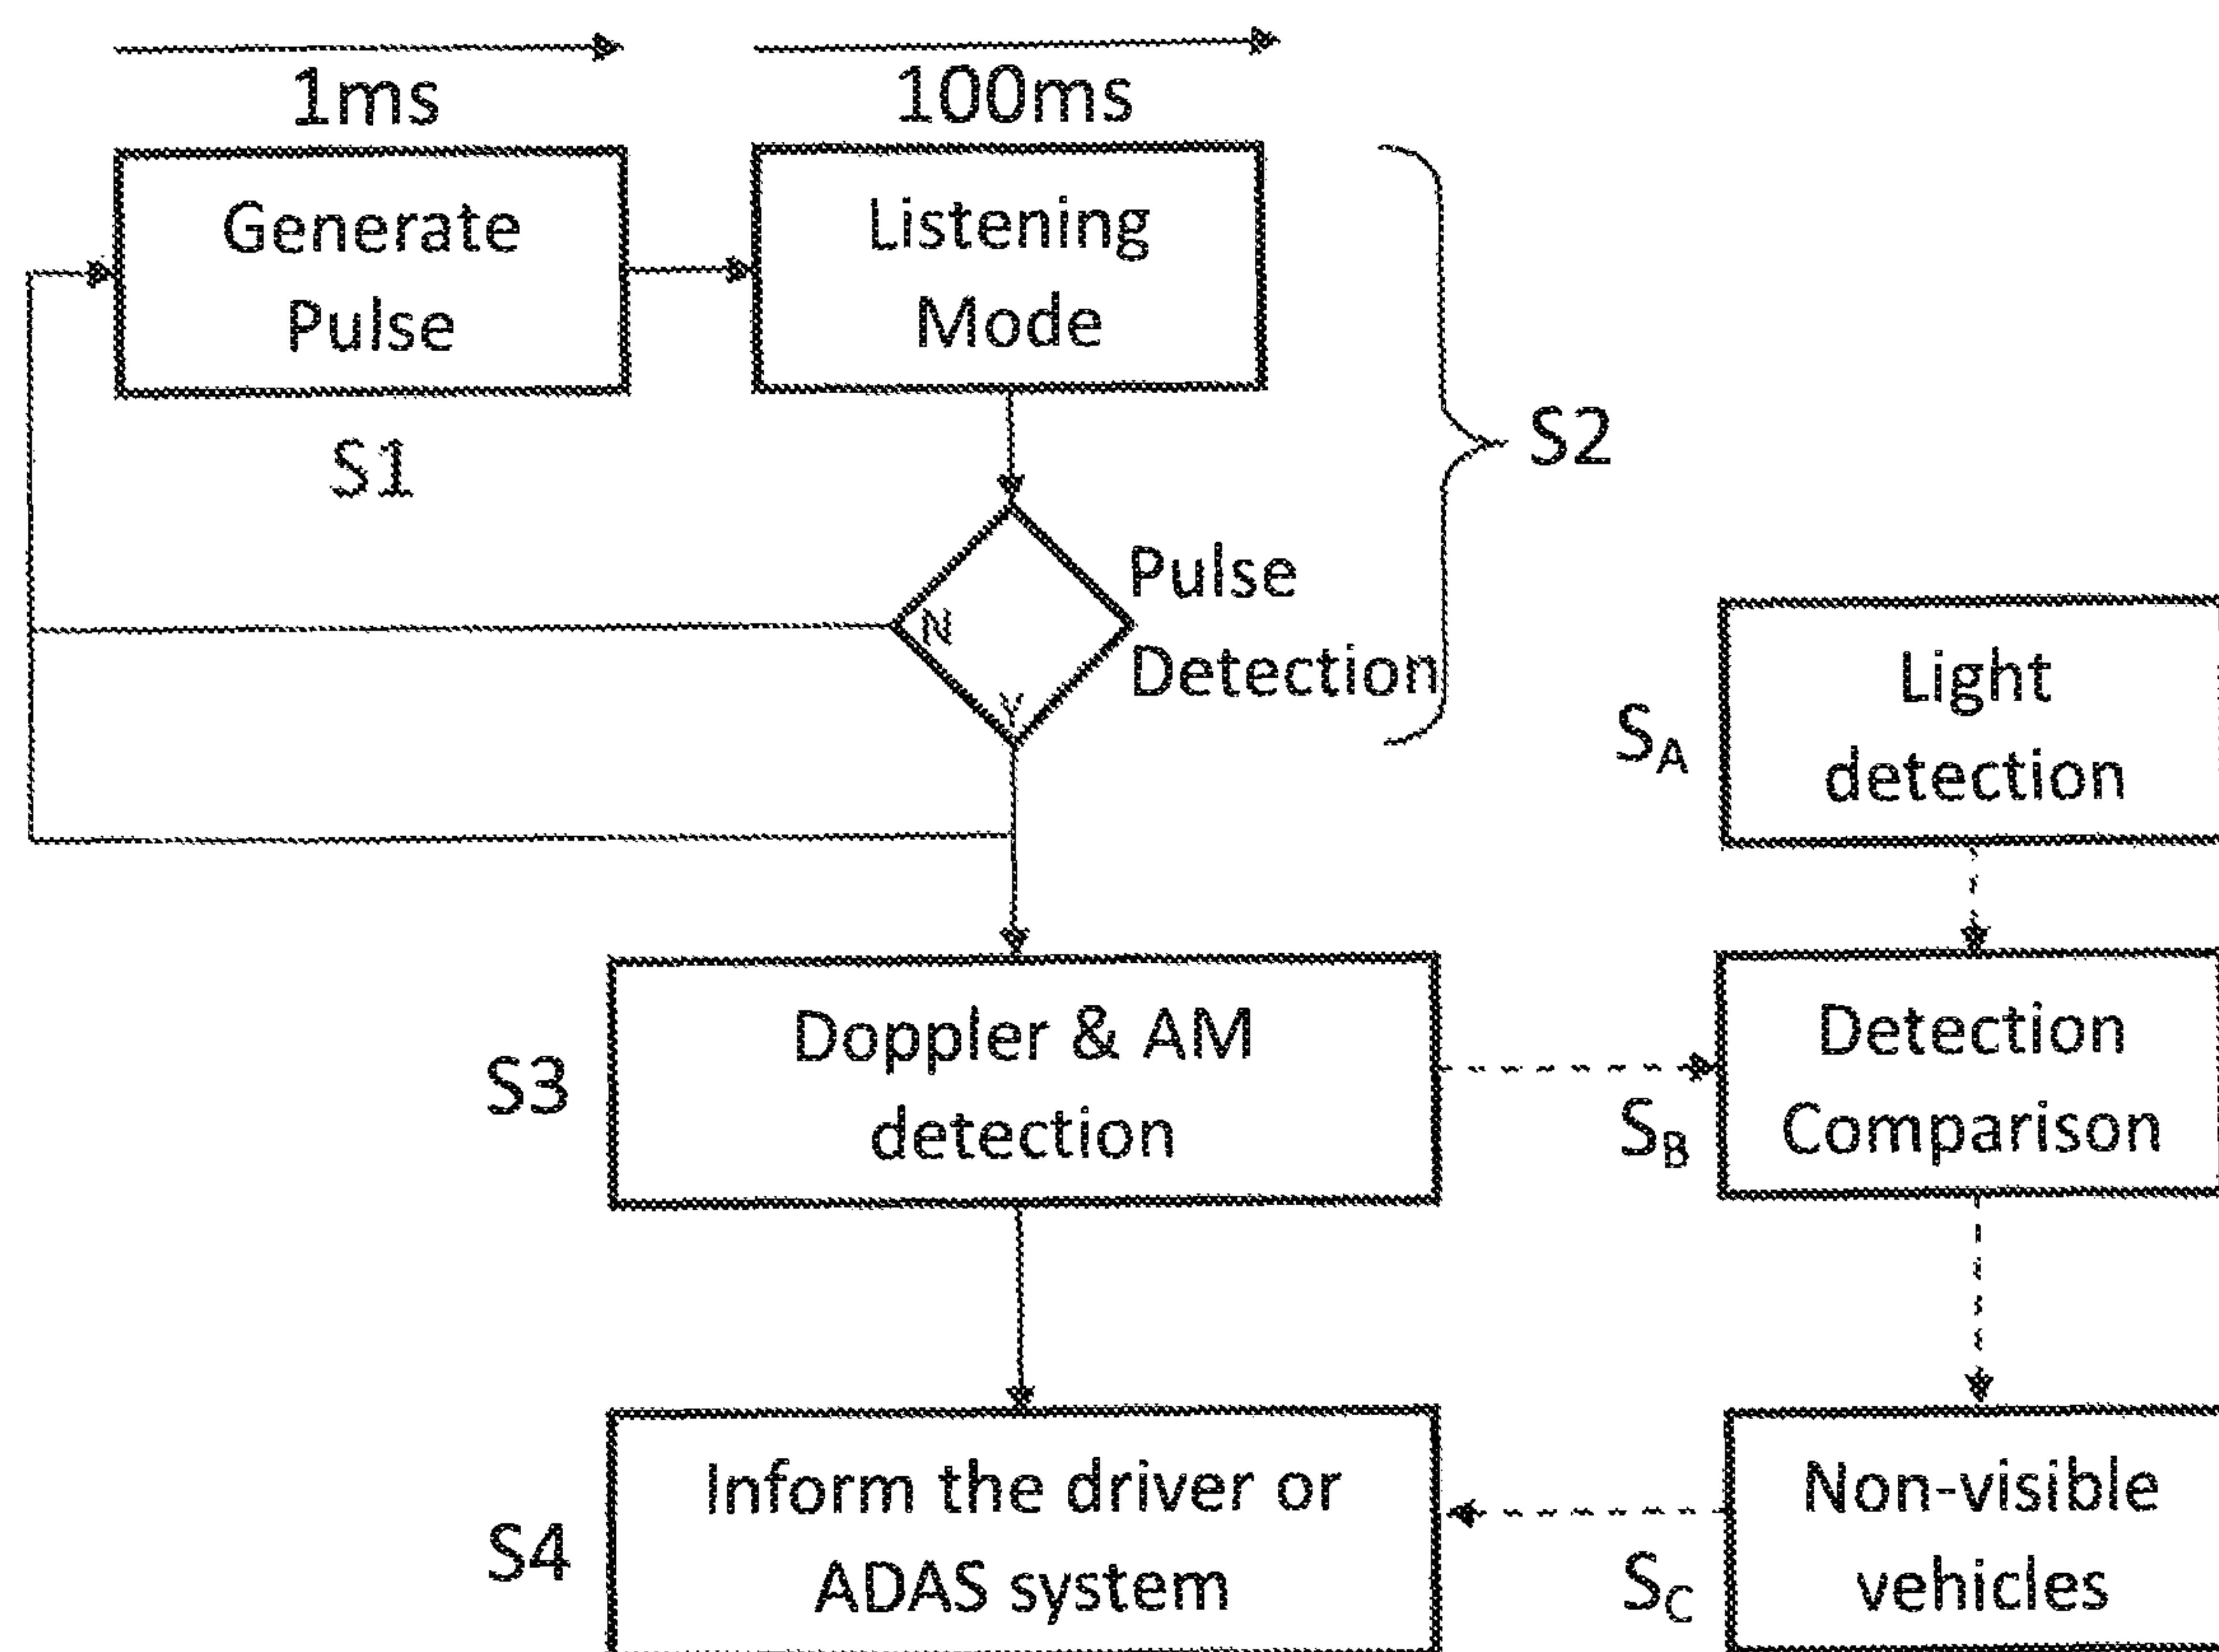 1ms
100ms
Generate
Pulse
Listening
Mode
S1
S2
Pulse
Detection
N
Y
Light
detection
SA
Doppler & AM
detection
S3
Detection
Comparison
SB
Inform the driver or
ADAS system
S4
Non-visible
vehicles
SC